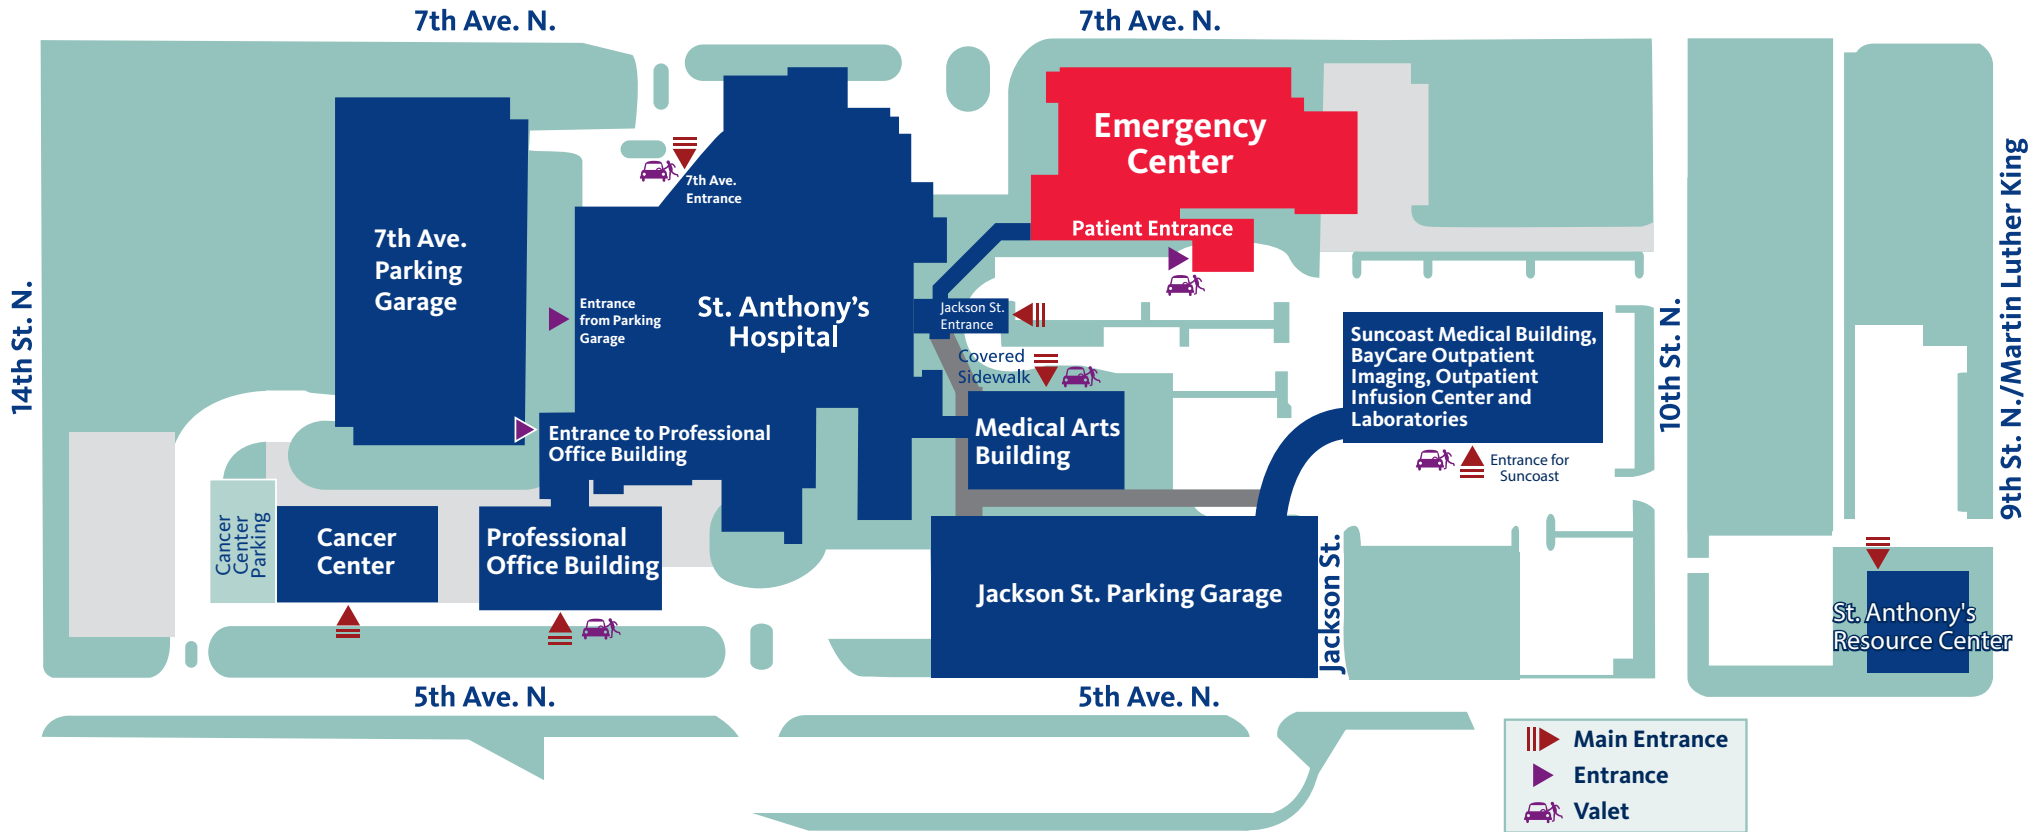 7th Ave. N.
7th Ave. N.
14th St. N.
7th Ave.
Parking
Garage
7th Ave.
Entrance
Entrance
from Parking
Garage
St. Anthony's
Hospital
Emergency
Center
Patient Entrance
Jackson St.
Entrance
Covered
Sidewalk
Medical Arts
Building
Suncoast Medical Building,
BayCare Outpatient
Imaging, Outpatient
Infusion Center and
Laboratories
Entrance for
Suncoast
10th St. N.
9th St. N./Martin Luther King
Entrance to Professional
Office Building
Cancer
Center
Parking
Cancer
Center
Professional
Office Building
Jackson St. Parking Garage
Jackson St.
St. Anthony's
Resource Center
5th Ave. N.
5th Ave. N.
Main Entrance
Entrance
Valet